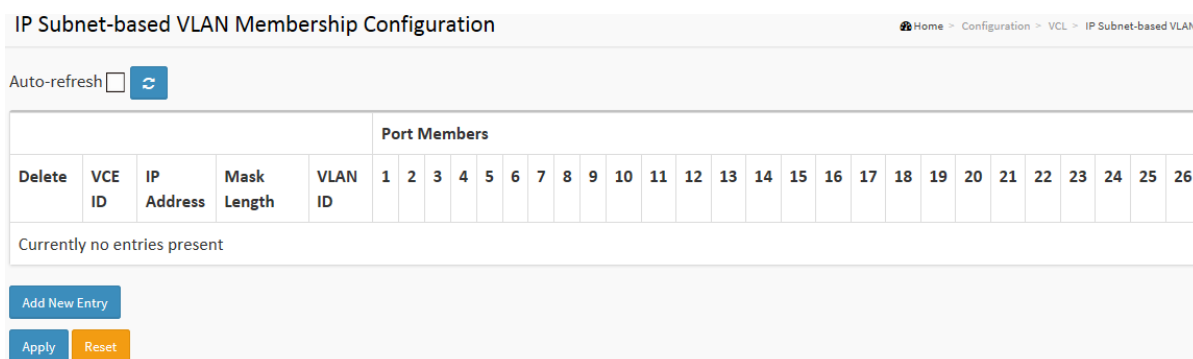 IP Subnet-based VLAN Membership Configuration
Home > Configuration > VCL > IP Subnet-based VLAN
Auto-refresh
Port Members
Delete VCE ID IP Address Mask Length VLAN ID 1 2 3 4 5 6 7 8 9 10 11 12 13 14 15 16 17 18 19 20 21 22 23 24 25 26
Currently no entries present
Add New Entry
Apply Reset